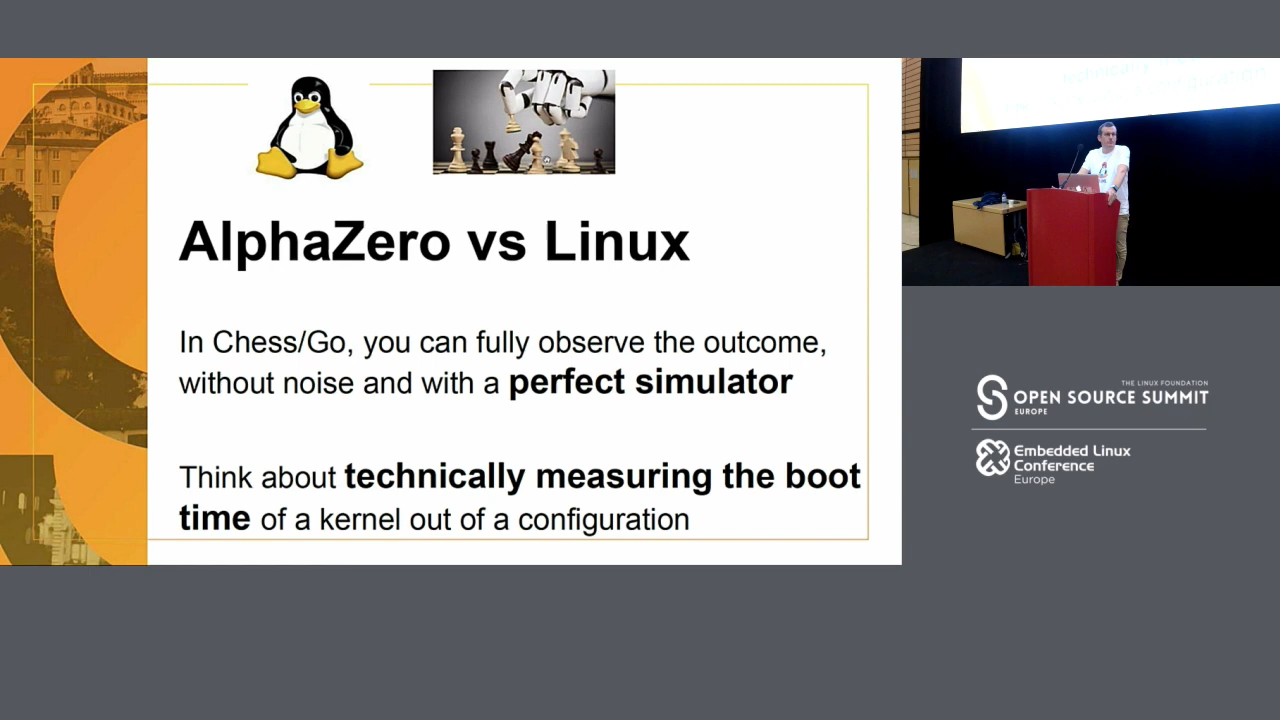 AlphaZero vs Linux
In Chess/Go, you can fully observe the outcome,
without noise and with a perfect simulator
Think about technically measuring the boot
time of a kernel out of a configuration
THE LINUX FOUNDATION
OPEN SOURCE SUMMIT
EUROPE
Embedded Linux
Conference
Europe